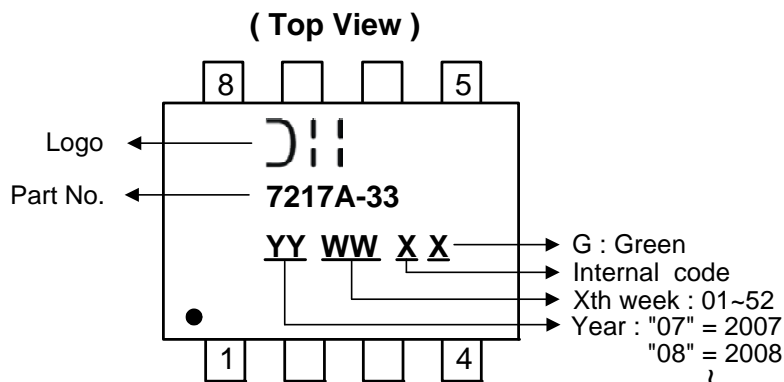 ( Top View )
8 5
Logo
Part No. 7217A-33
YY WW X X G : Green
Internal code
Xth week : 01~52
Year : "07" = 2007
"08" = 2008
~
1 4